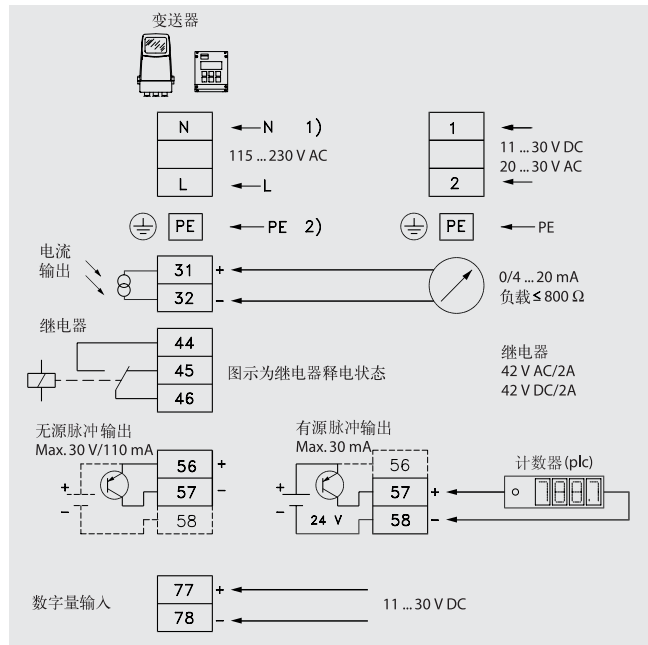 变送器
N
N 1)
115 ... 230 V AC
L
L
1
11 ... 30 V DC
20 ... 30 V AC
2
PE
PE 2)
PE
PE
电流
输出
31
+
32
−
0/4 ... 20 mA
负载≤800 Ω
继电器
44
45
46
图示为继电器释电状态
继电器
42 V AC/2A
42 V DC/2A
无源脉冲输出
Max. 30 V/110 mA
56
+
57
−
58
+
−
有源脉冲输出
Max. 30 mA
56
57
+
58
−
+
−
24 V
计数器(plc)
数字量输入
77
+
78
−
11 ... 30 V DC